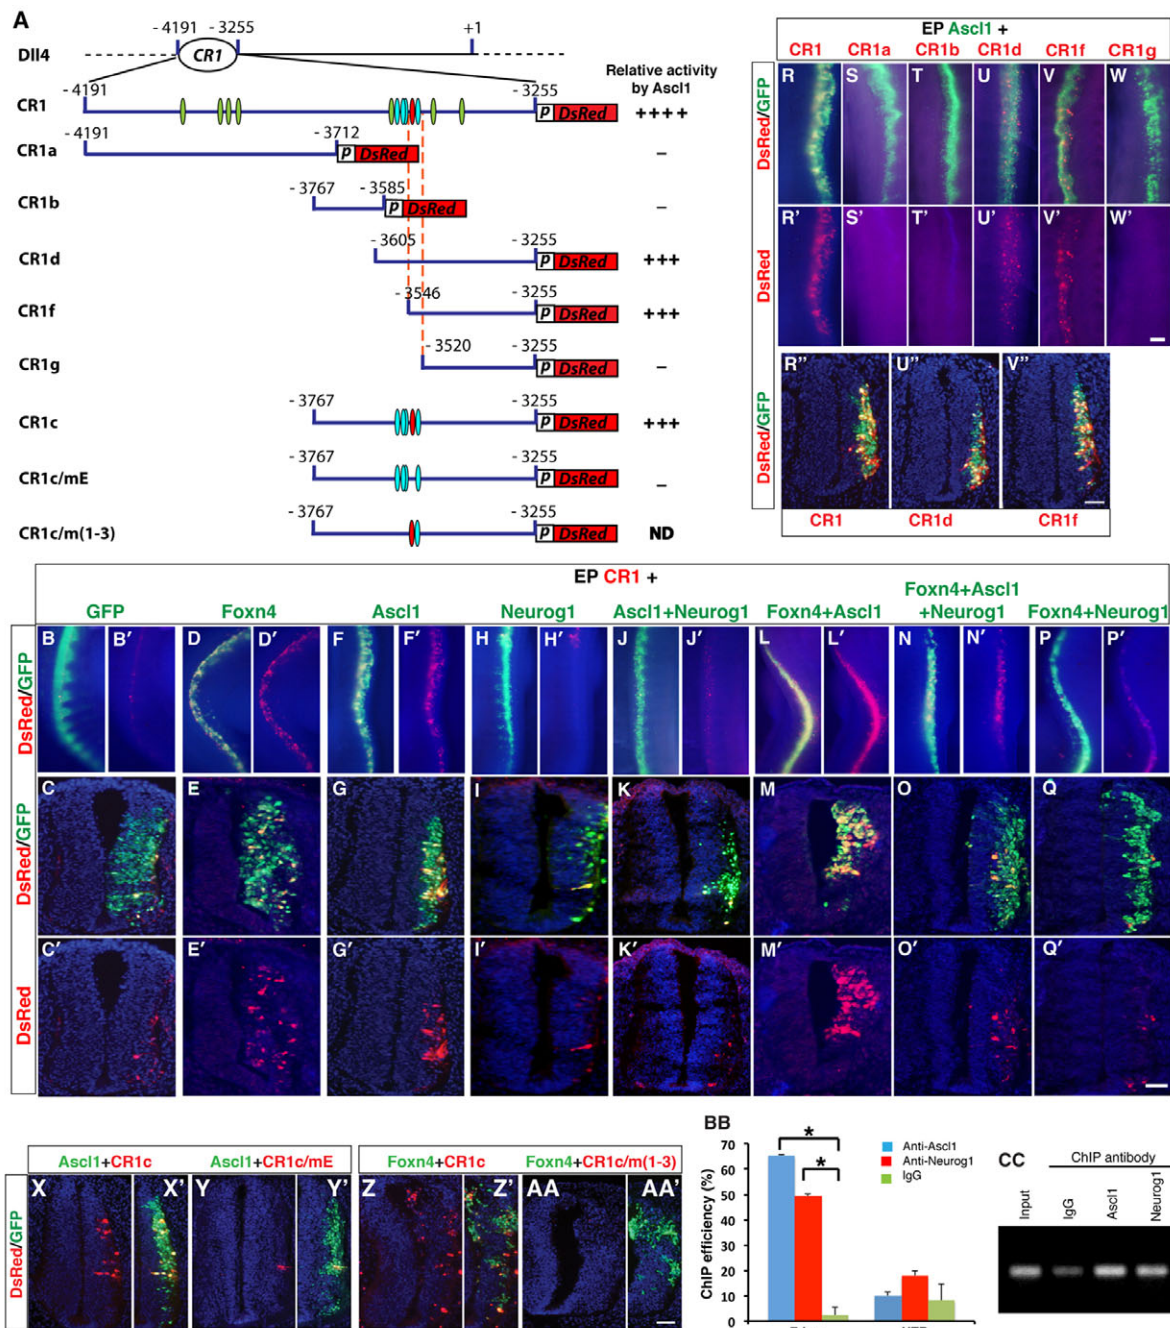 A
- 4191 - 3255 +1
Dll4
CR1
Relative activity
by Ascl1
CR1
- 4191
- 3255
p DsRed
++++
CR1a
- 4191
- 3712
p DsRed
–
CR1b
- 3767
- 3585
p DsRed
–
CR1d
- 3605
- 3255
p DsRed
+++
CR1f
- 3546
- 3255
p DsRed
+++
CR1g
- 3520
- 3255
p DsRed
–
CR1c
- 3767
- 3255
p DsRed
+++
CR1c/mE
- 3767
- 3255
p DsRed
–
CR1c/m(1-3)
- 3767
- 3255
p DsRed
ND
EP Ascl1 +
CR1 CR1a CR1b CR1d CR1f CR1g
DsRed/GFP
R S T U V W
DsRed
R' S' T' U' V' W'
DsRed/GFP
R" U" V"
CR1 CR1d CR1f
EP CR1 +
GFP Foxn4 Ascl1 Neurog1 Ascl1+Neurog1 Foxn4+Ascl1 Foxn4+Ascl1 +Neurog1 Foxn4+Neurog1
DsRed/GFP
B B' D D' F F' H H' J J' L L' N N' P P'
DsRed/GFP
C E G I K M O Q
DsRed
C' E' G' I' K' M' O' Q'
Ascl1+CR1c Ascl1+CR1c/mE Foxn4+CR1c Foxn4+CR1c/m(1-3)
DsRed/GFP
X X' Y Y' Z Z' AA AA'
BB
ChIP efficiency (%)
70
60
50
40
30
20
10
0
*
*
Anti-Ascl1
Anti-Neurog1
IgG
CC
ChIP antibody
Input IgG Ascl1 Neurog1